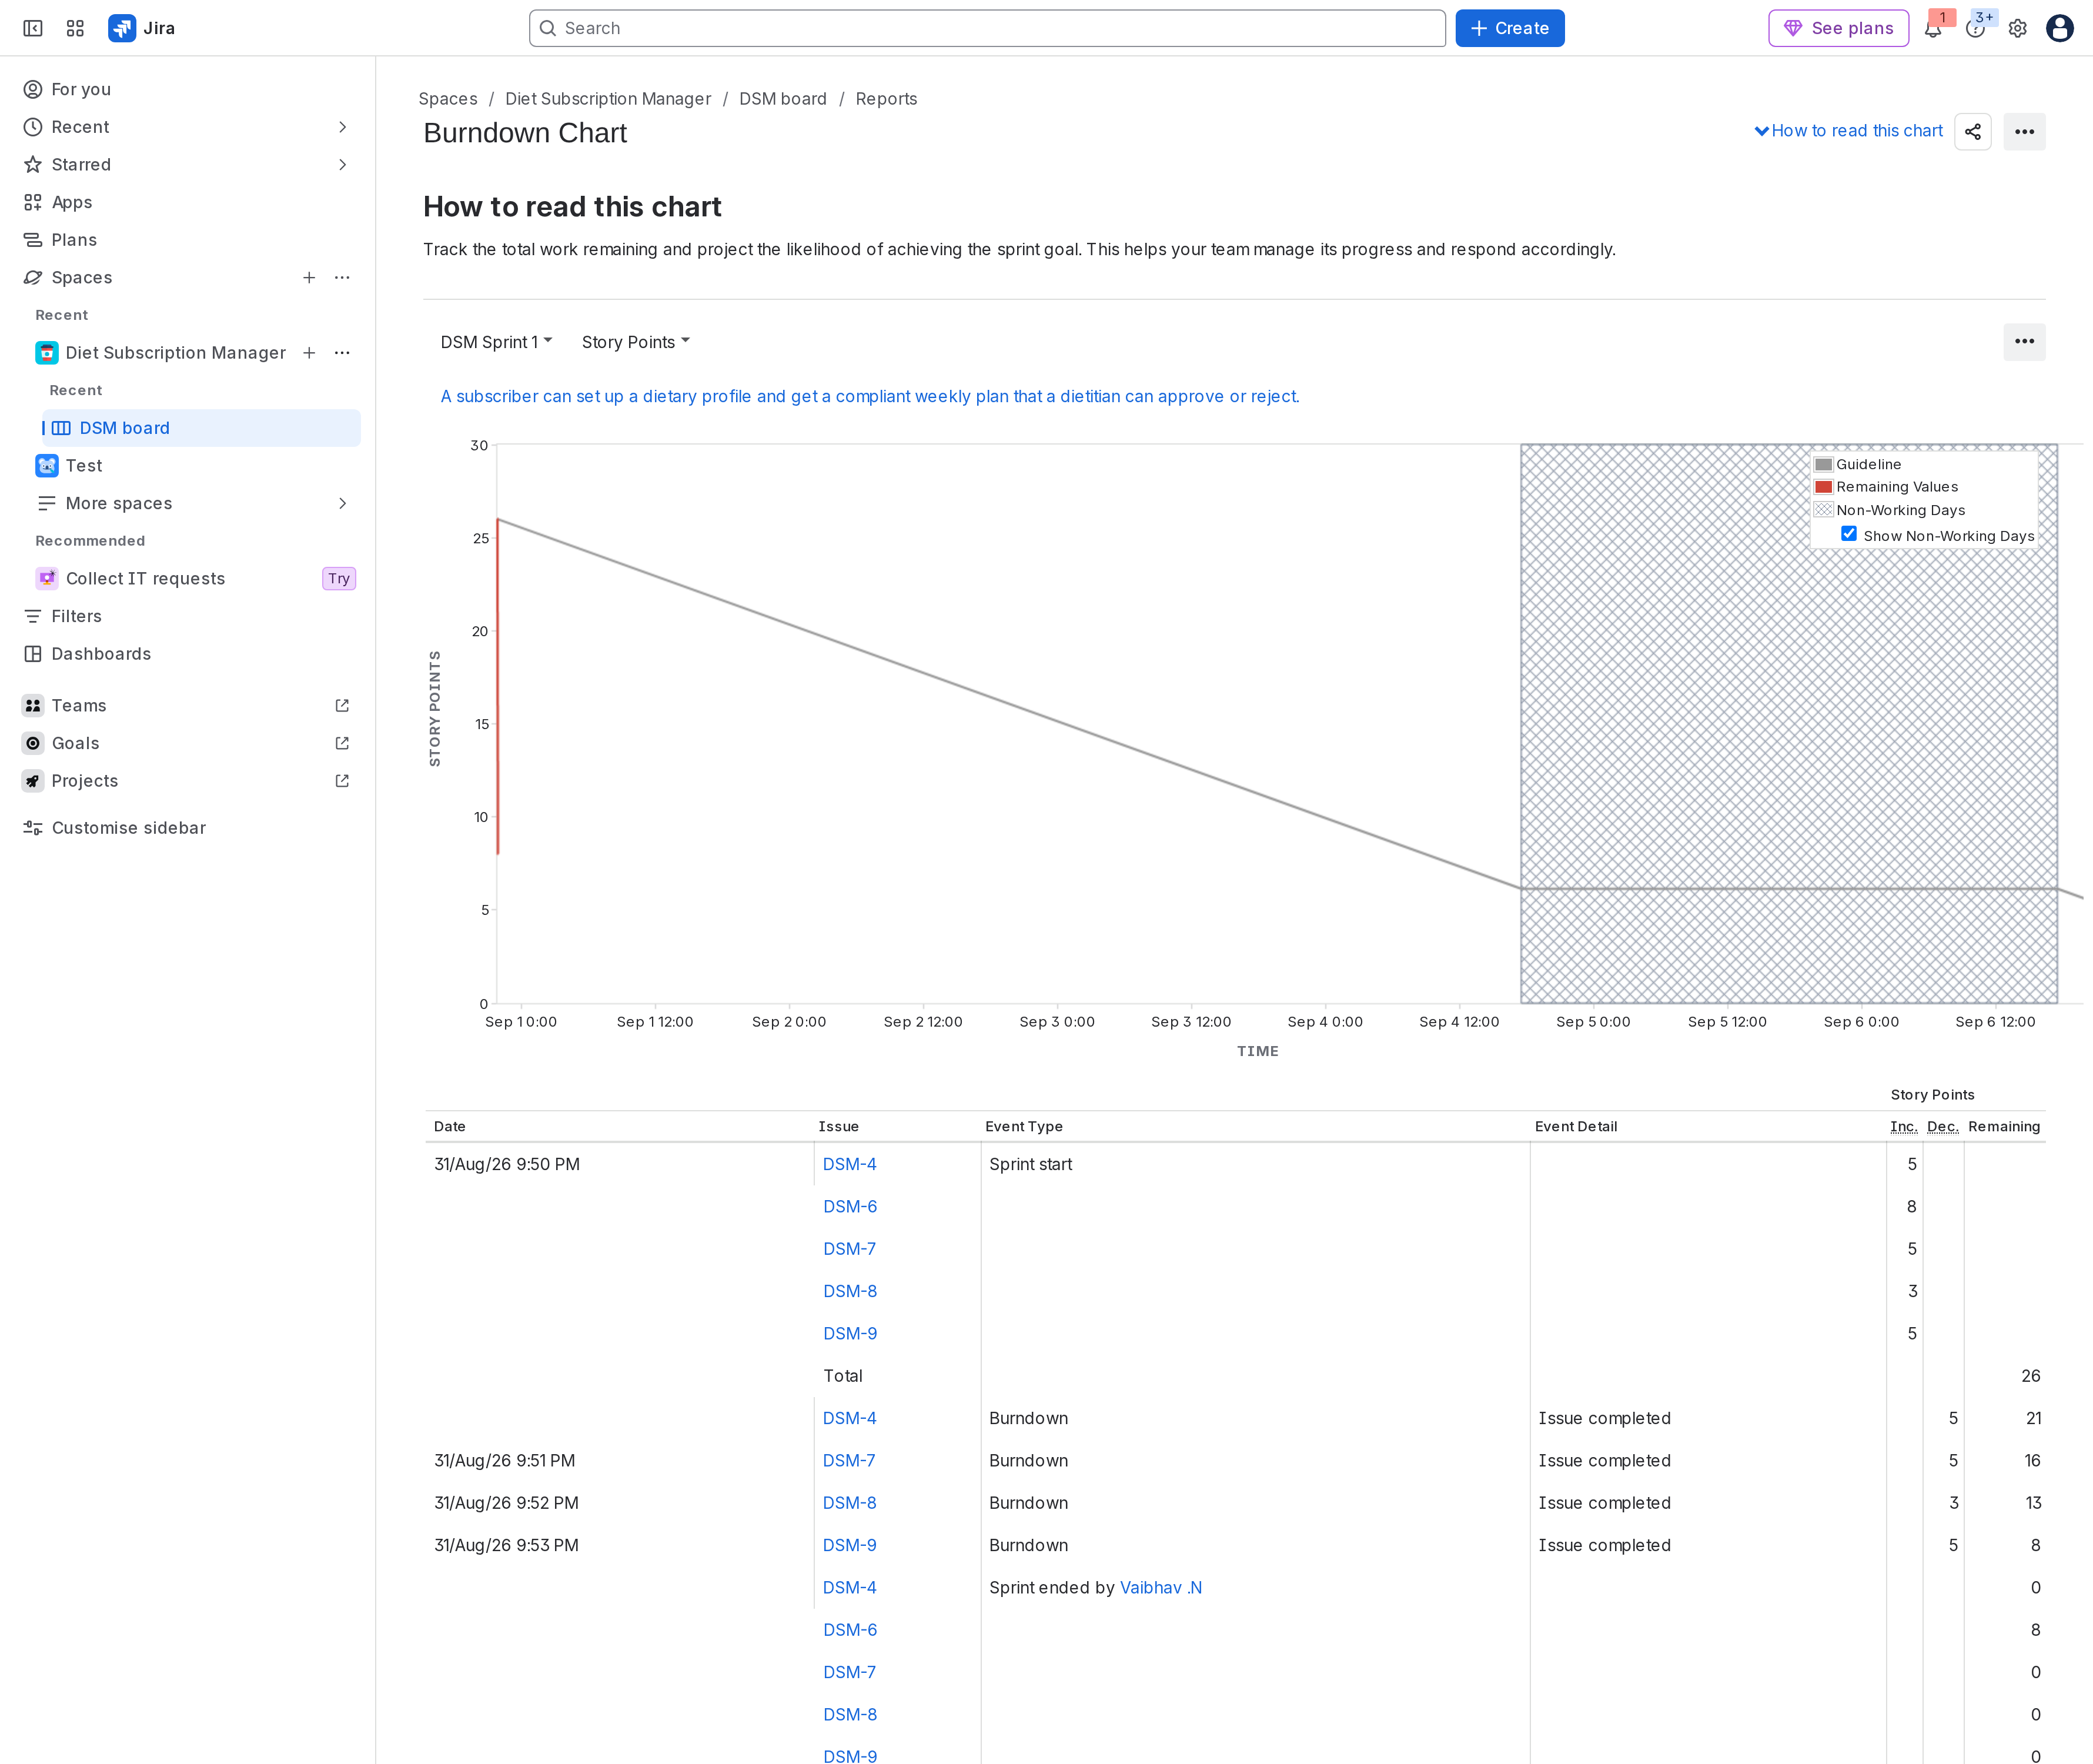 Jira
Search
Create
See plans
1
3+
For you
Recent
Starred
Apps
Plans
Spaces
Recent
Diet Subscription Manager
Recent
DSM board
Test
More spaces
Recommended
Collect IT requests
Try
Filters
Dashboards
Teams
Goals
Projects
Customise sidebar
Spaces / Diet Subscription Manager / DSM board / Reports
Burndown Chart
How to read this chart
How to read this chart
Track the total work remaining and project the likelihood of achieving the sprint goal. This helps your team manage its progress and respond accordingly.
DSM Sprint 1 Story Points
A subscriber can set up a dietary profile and get a compliant weekly plan that a dietitian can approve or reject.
STORY POINTS
30
25
20
15
10
5
0
Guideline
Remaining Values
Non-Working Days
Show Non-Working Days
Sep 1 0:00 Sep 1 12:00 Sep 2 0:00 Sep 2 12:00 Sep 3 0:00 Sep 3 12:00 Sep 4 0:00 Sep 4 12:00 Sep 5 0:00 Sep 5 12:00 Sep 6 0:00 Sep 6 12:00
TIME
Story Points
Date Issue Event Type Event Detail Inc. Dec. Remaining
31/Aug/26 9:50 PM DSM-4 Sprint start 5
DSM-6 8
DSM-7 5
DSM-8 3
DSM-9 5
Total 26
DSM-4 Burndown Issue completed 5 21
31/Aug/26 9:51 PM DSM-7 Burndown Issue completed 5 16
31/Aug/26 9:52 PM DSM-8 Burndown Issue completed 3 13
31/Aug/26 9:53 PM DSM-9 Burndown Issue completed 5 8
DSM-4 Sprint ended by Vaibhav .N 0
DSM-6 8
DSM-7 0
DSM-8 0
DSM-9 0